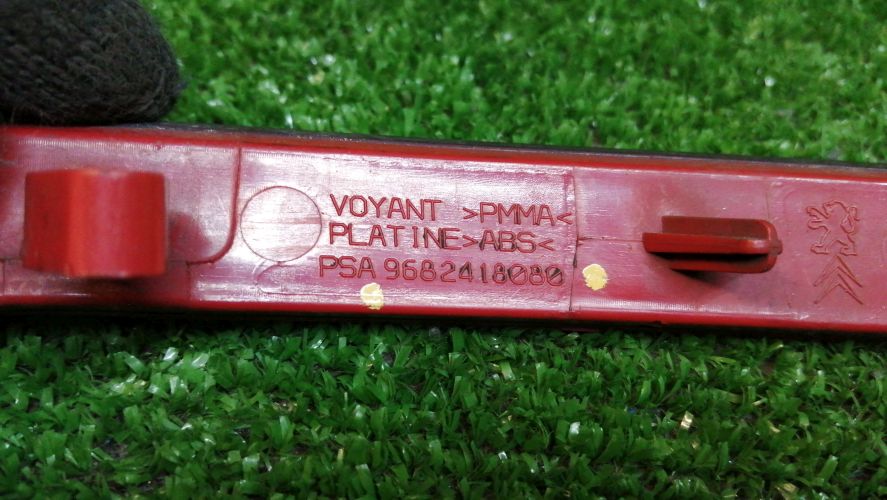 VOYANT >PMMA<
PLATINE>ABS<
PSA 9682418080